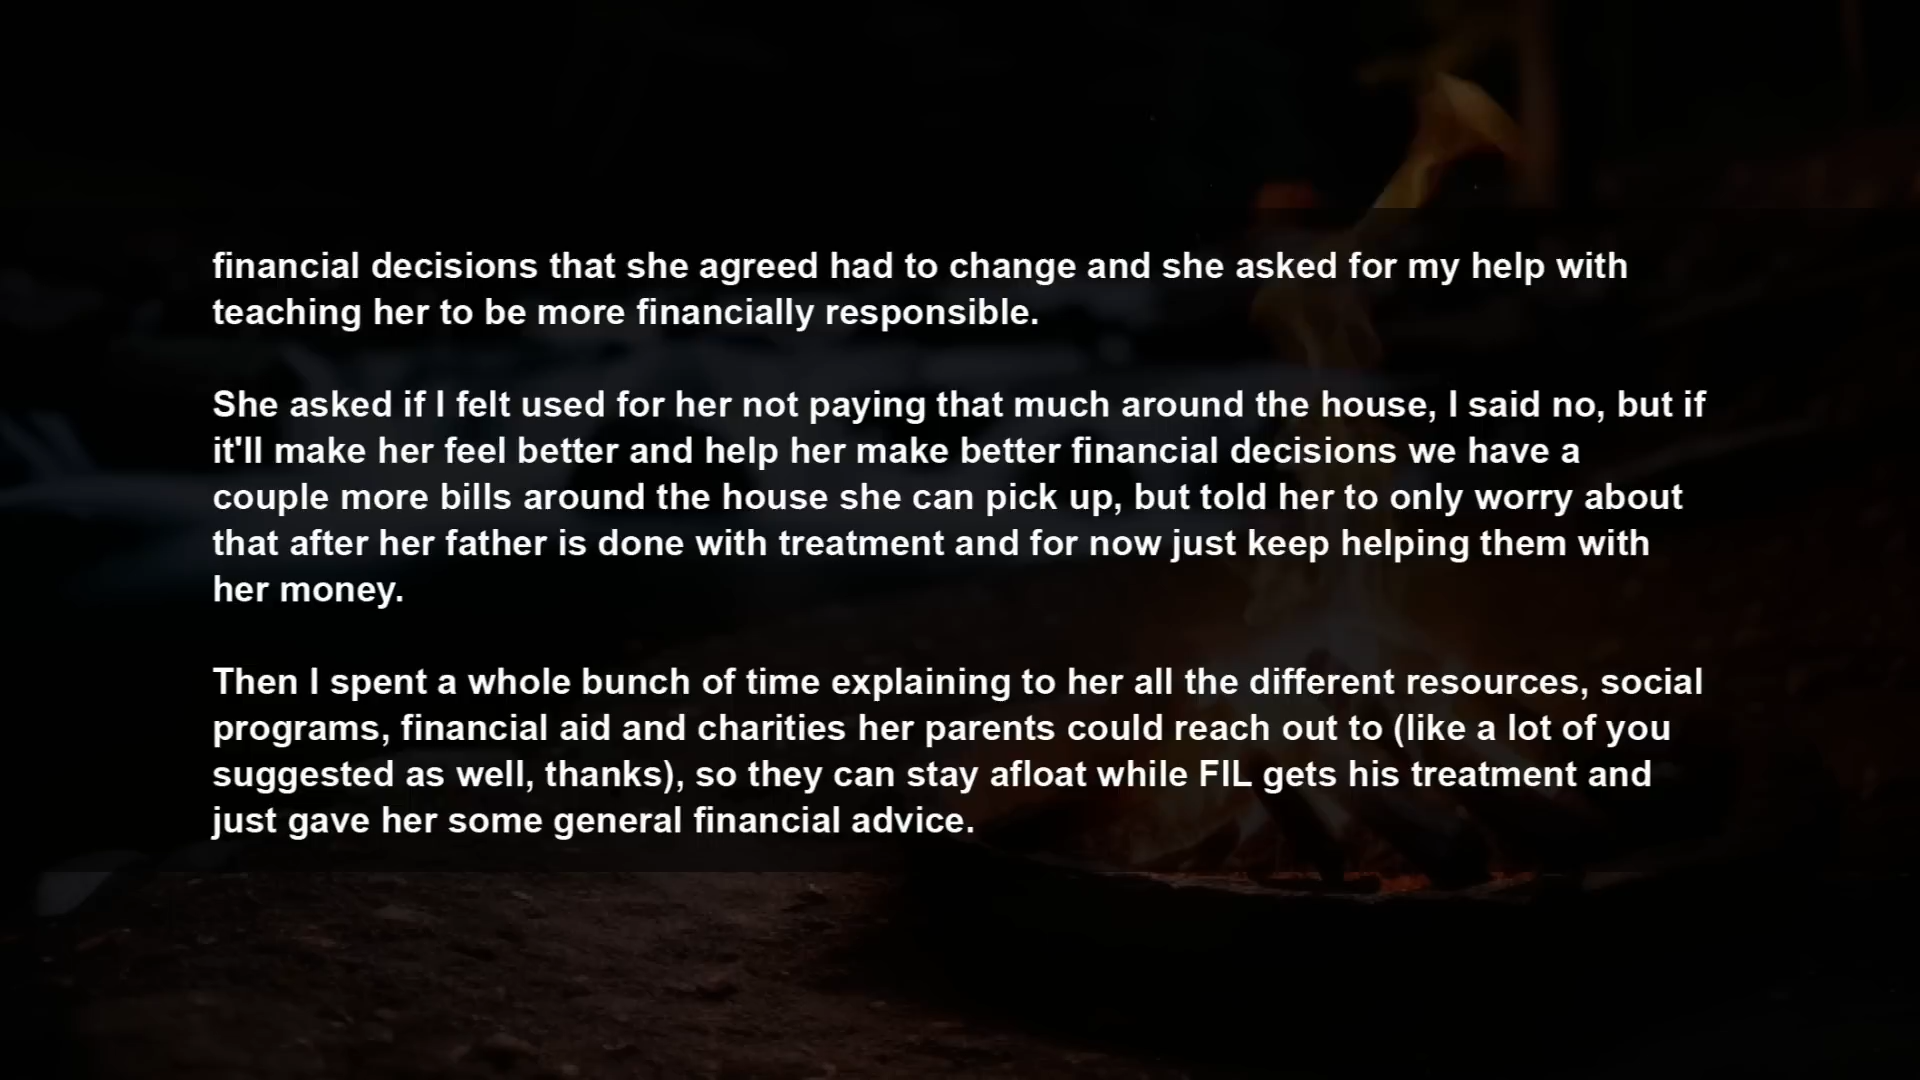 financial decisions that she agreed had to change and she asked for my help with
teaching her to be more financially responsible.
She asked if I felt used for her not paying that much around the house, I said no, but if
it'll make her feel better and help her make better financial decisions we have a
couple more bills around the house she can pick up, but told her to only worry about
that after her father is done with treatment and for now just keep helping them with
her money.
Then I spent a whole bunch of time explaining to her all the different resources, social
programs, financial aid and charities her parents could reach out to (like a lot of you
suggested as well, thanks), so they can stay afloat while FIL gets his treatment and
just gave her some general financial advice.